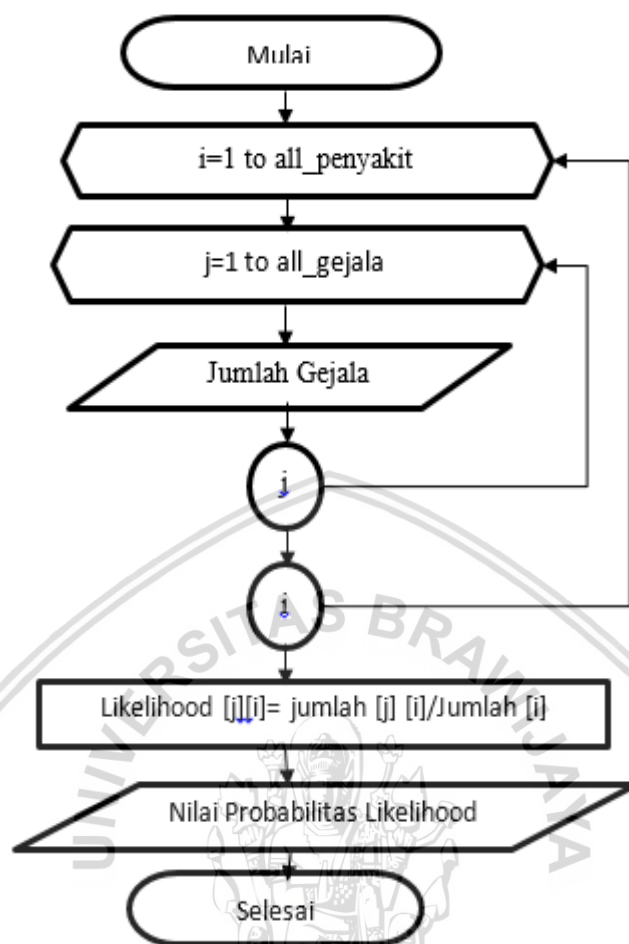 Mulai
i=1 to all_penyakit
j=1 to all_gejala
Jumlah Gejala
j
i
Likelihood [j][i]= jumlah [j] [i]/Jumlah [i]
Nilai Probabilitas Likelihood
Selesai
UNIVERSITAS BRAWIJAYA